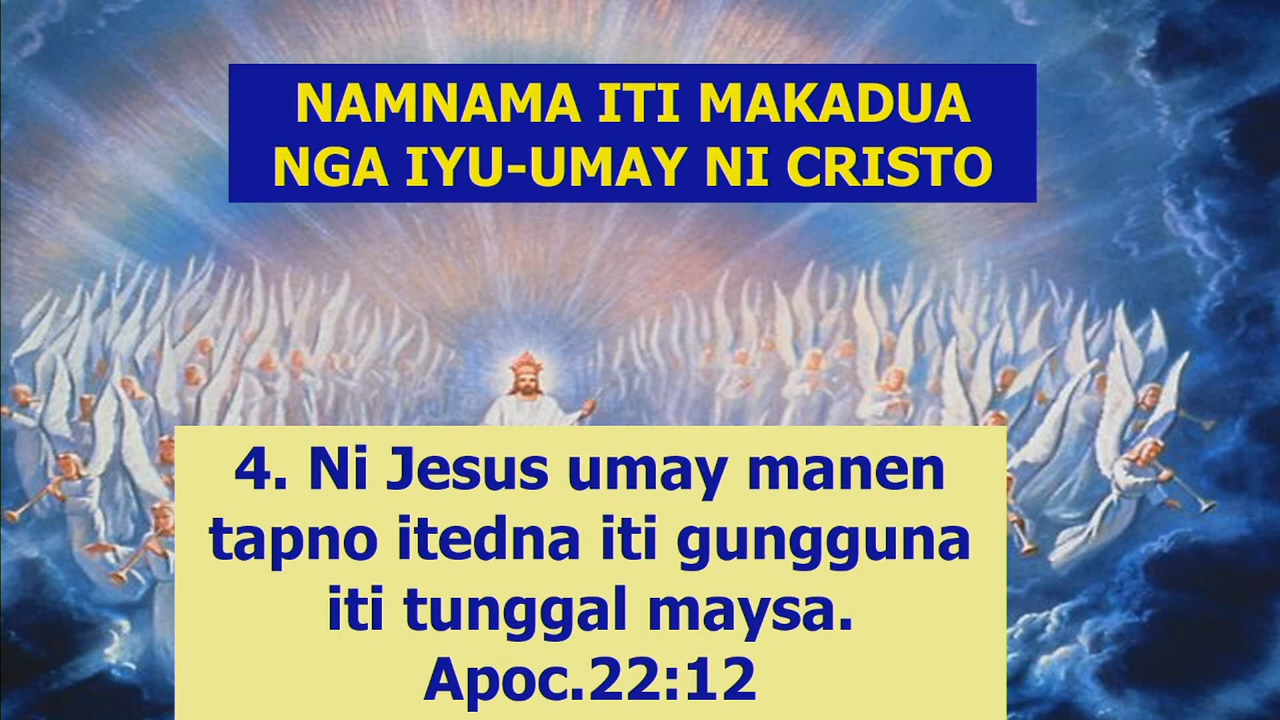 NAMNAMA ITI MAKADUA
NGA IYU-UMAY NI CRISTO
4. Ni Jesus umay manen
tapno itedna iti gungguna
iti tunggal maysa.
Apoc.22:12